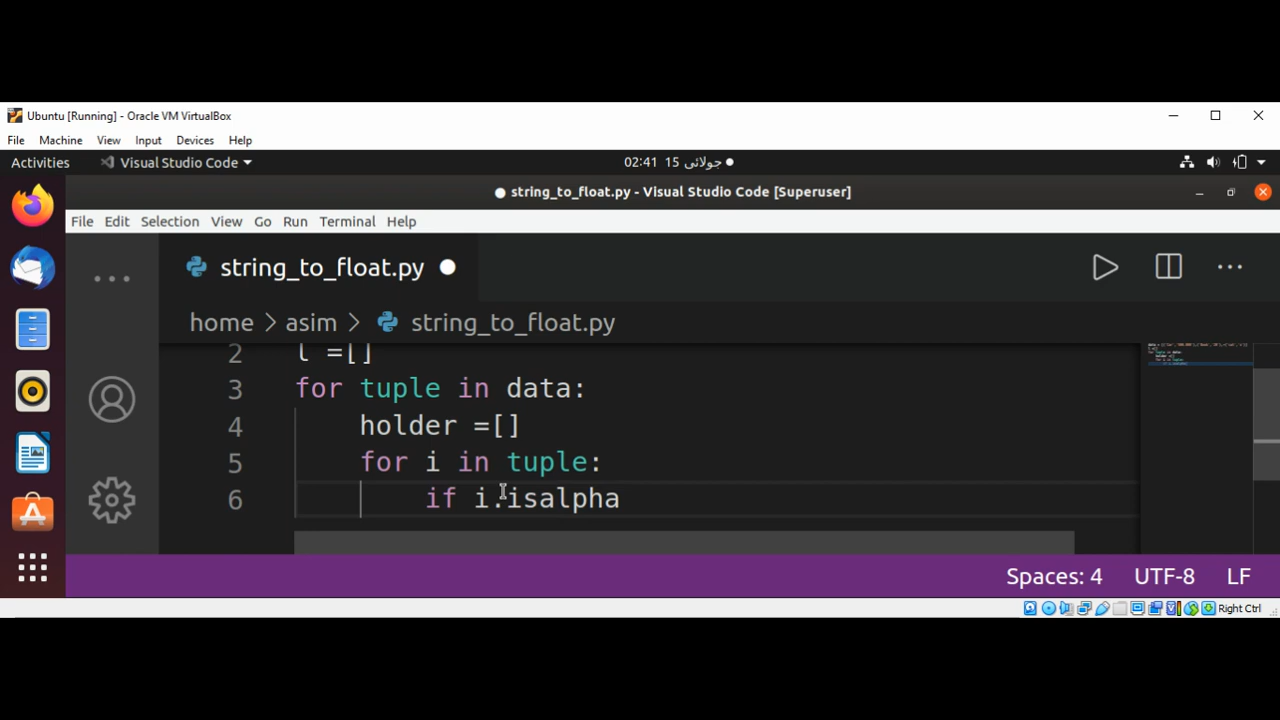 Ubuntu [Running] - Oracle VM VirtualBox
File Machine View Input Devices Help
Activities Visual Studio Code 02:41 15 جولائی
● string_to_float.py - Visual Studio Code [Superuser]
File Edit Selection View Go Run Terminal Help
string_to_float.py
home > asim > string_to_float.py
2 l =[]
3 for tuple in data:
4 holder =[]
5 for i in tuple:
6 if i.isalpha
Spaces: 4 UTF-8 LF
Right Ctrl